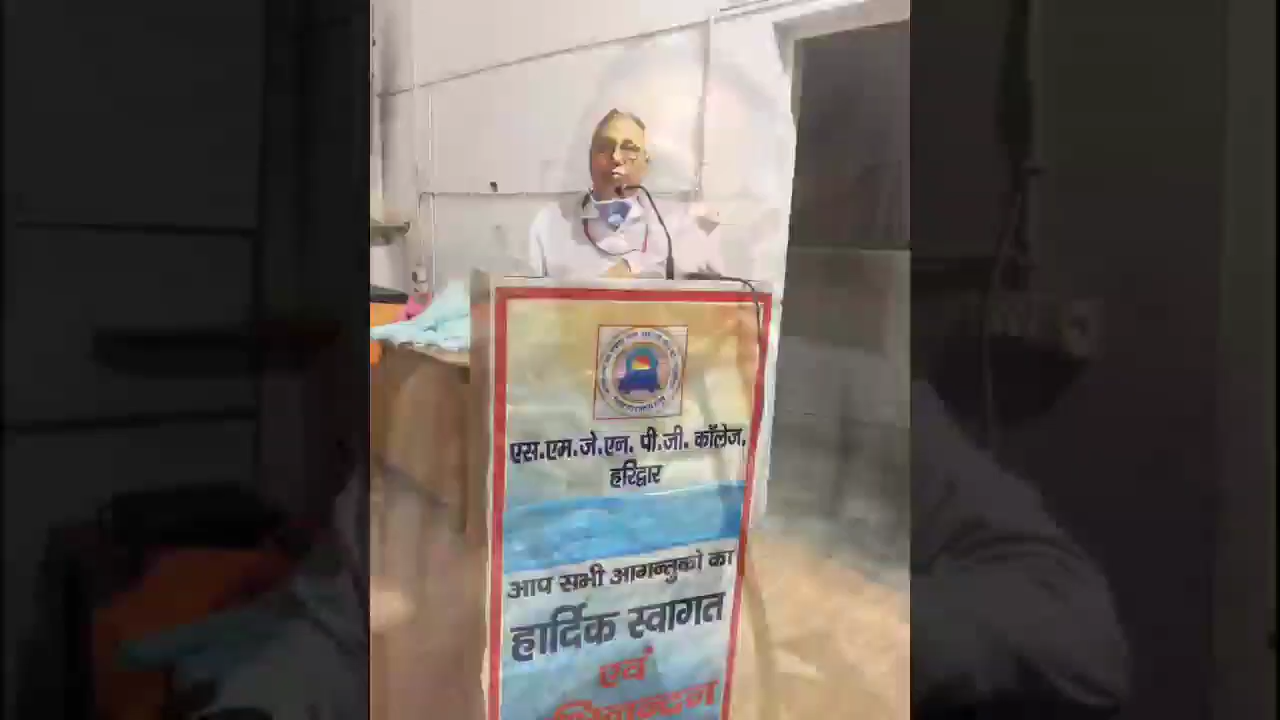 एस.एम.जे.एन. पी.जी. कॉलेज,
हरिद्वार
आप सभी आगन्तुको का
हार्दिक स्वागत
एवं